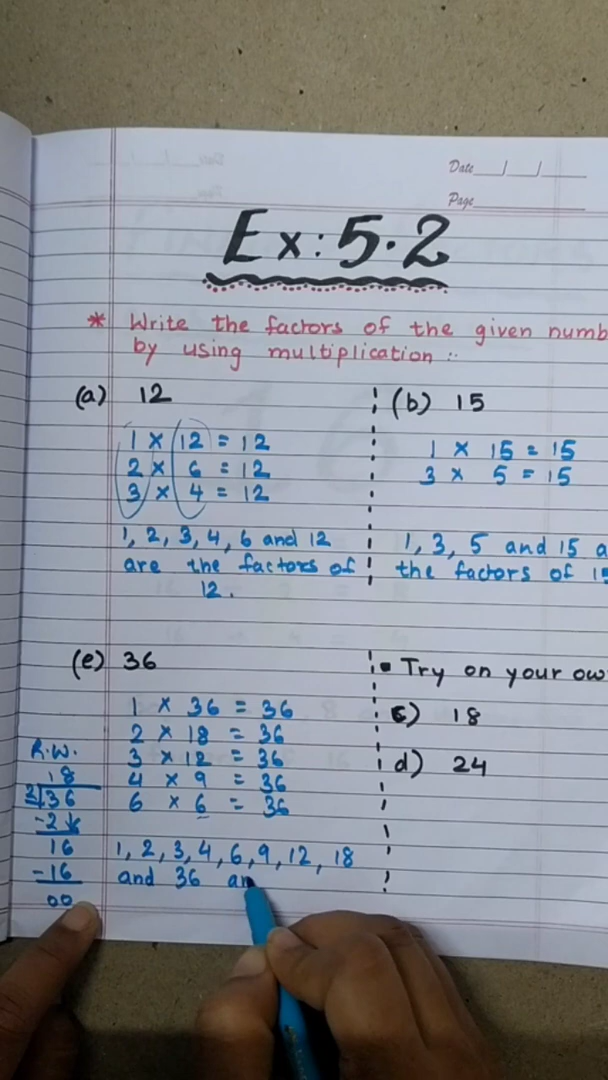 Date
Page
Ex: 5.2
* Write the factors of the given numb
by using multiplication :-
(a) 12
1 x 12 = 12
2 x 6 = 12
3 x 4 = 12
1, 2, 3, 4, 6 and 12
are the factors of
12.
(b) 15
1 x 15 = 15
3 x 5 = 15
1, 3, 5 and 15 a
the factors of 15
(e) 36
1 x 36 = 36
2 x 18 = 36
3 x 12 = 36
4 x 9 = 36
6 x 6 = 36
1, 2, 3, 4, 6, 9, 12, 18
and 36 an
R.W.
18
2)36
-2↓
16
-16
00
• Try on your ow
c) 18
d) 24